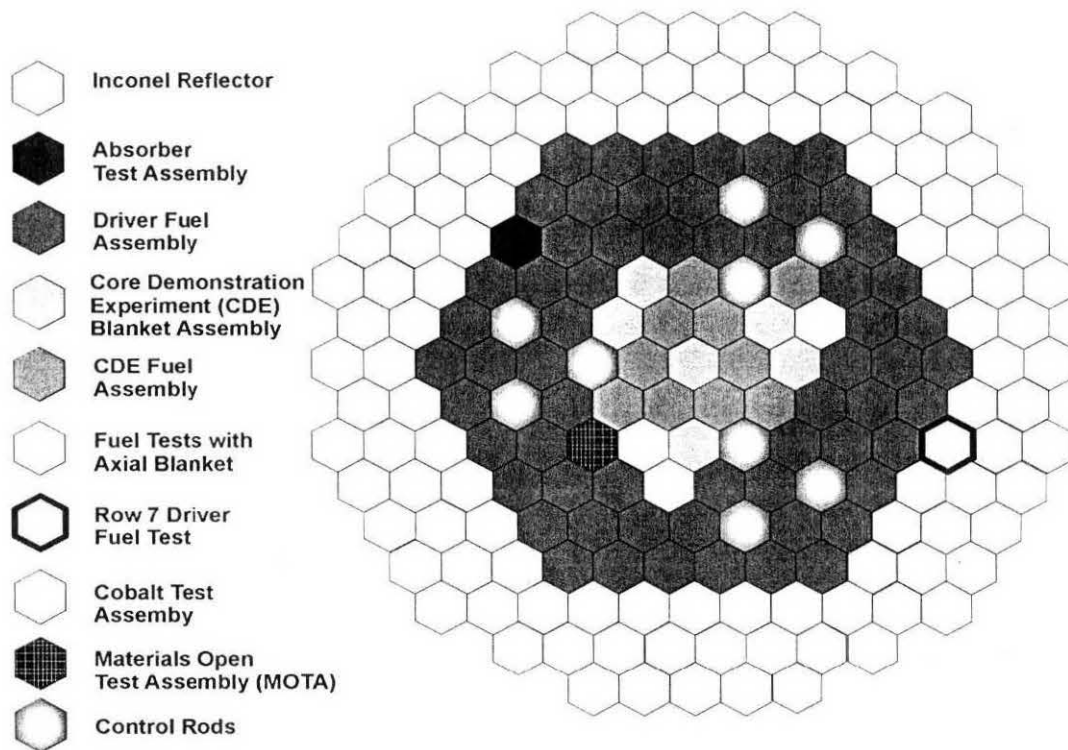 Inconel Reflector
Absorber
Test Assembly
Driver Fuel
Assembly
Core Demonstration
Experiment (CDE)
Blanket Assembly
CDE Fuel
Assembly
Fuel Tests with
Axial Blanket
Row 7 Driver
Fuel Test
Cobalt Test
Assemby
Materials Open
Test Assembly (MOTA)
Control Rods